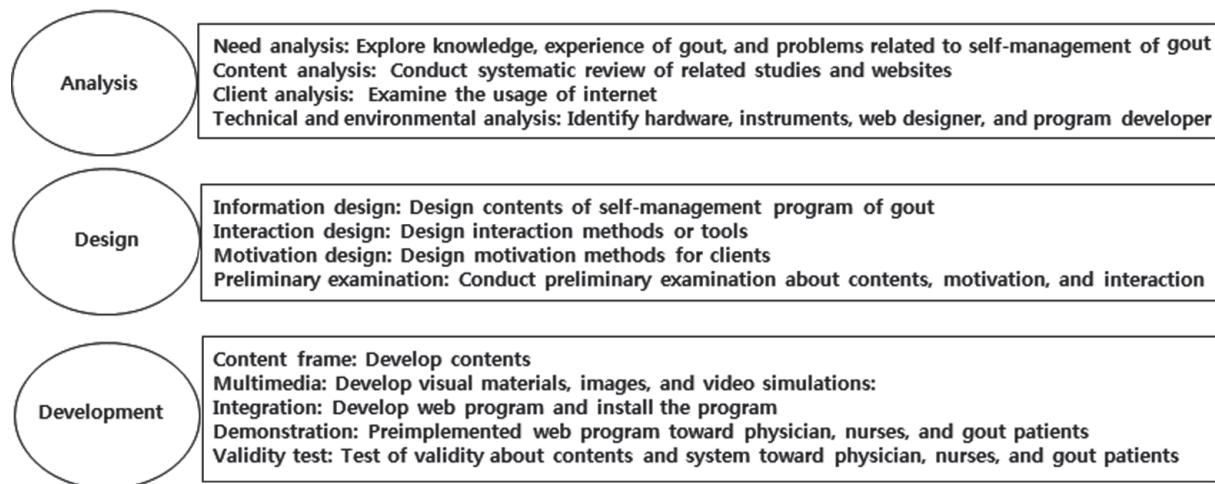 Analysis
Need analysis: Explore knowledge, experience of gout, and problems related to self-management of gout
Content analysis: Conduct systematic review of related studies and websites
Client analysis: Examine the usage of internet
Technical and environmental analysis: Identify hardware, instruments, web designer, and program developer
Design
Information design: Design contents of self-management program of gout
Interaction design: Design interaction methods or tools
Motivation design: Design motivation methods for clients
Preliminary examination: Conduct preliminary examination about contents, motivation, and interaction
Development
Content frame: Develop contents
Multimedia: Develop visual materials, images, and video simulations:
Integration: Develop web program and install the program
Demonstration: Preimplemented web program toward physician, nurses, and gout patients
Validity test: Test of validity about contents and system toward physician, nurses, and gout patients